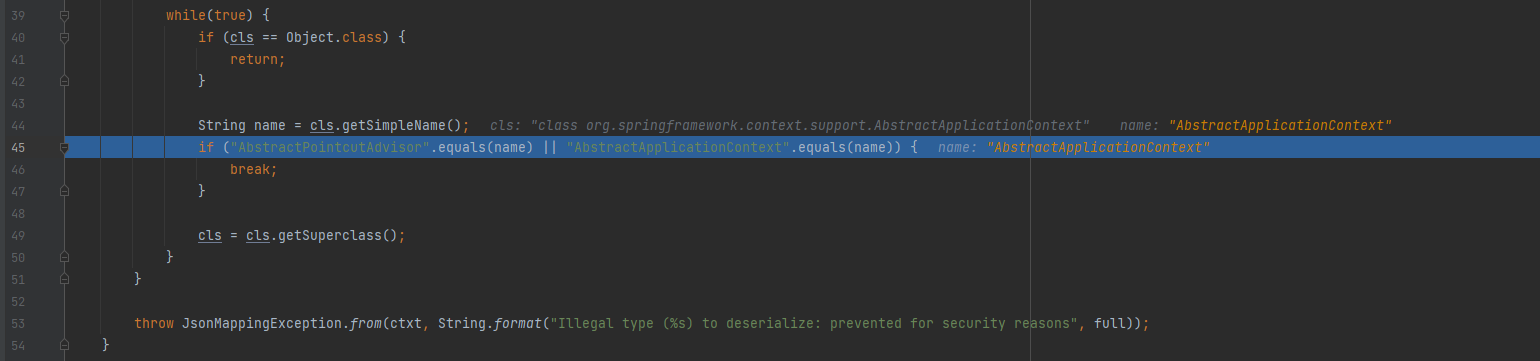 39 while(true) {
40 if (cls == Object.class) {
41 return;
42 }
43
44 String name = cls.getSimpleName(); cls: "class org.springframework.context.support.AbstractApplicationContext" name: "AbstractApplicationContext"
45 if ("AbstractPointcutAdvisor".equals(name) || "AbstractApplicationContext".equals(name)) { name: "AbstractApplicationContext"
46 break;
47 }
48
49 cls = cls.getSuperclass();
50 }
51 }
52
53 throw JsonMappingException.from(ctxt, String.format("Illegal type (%s) to deserialize: prevented for security reasons", full));
54 }